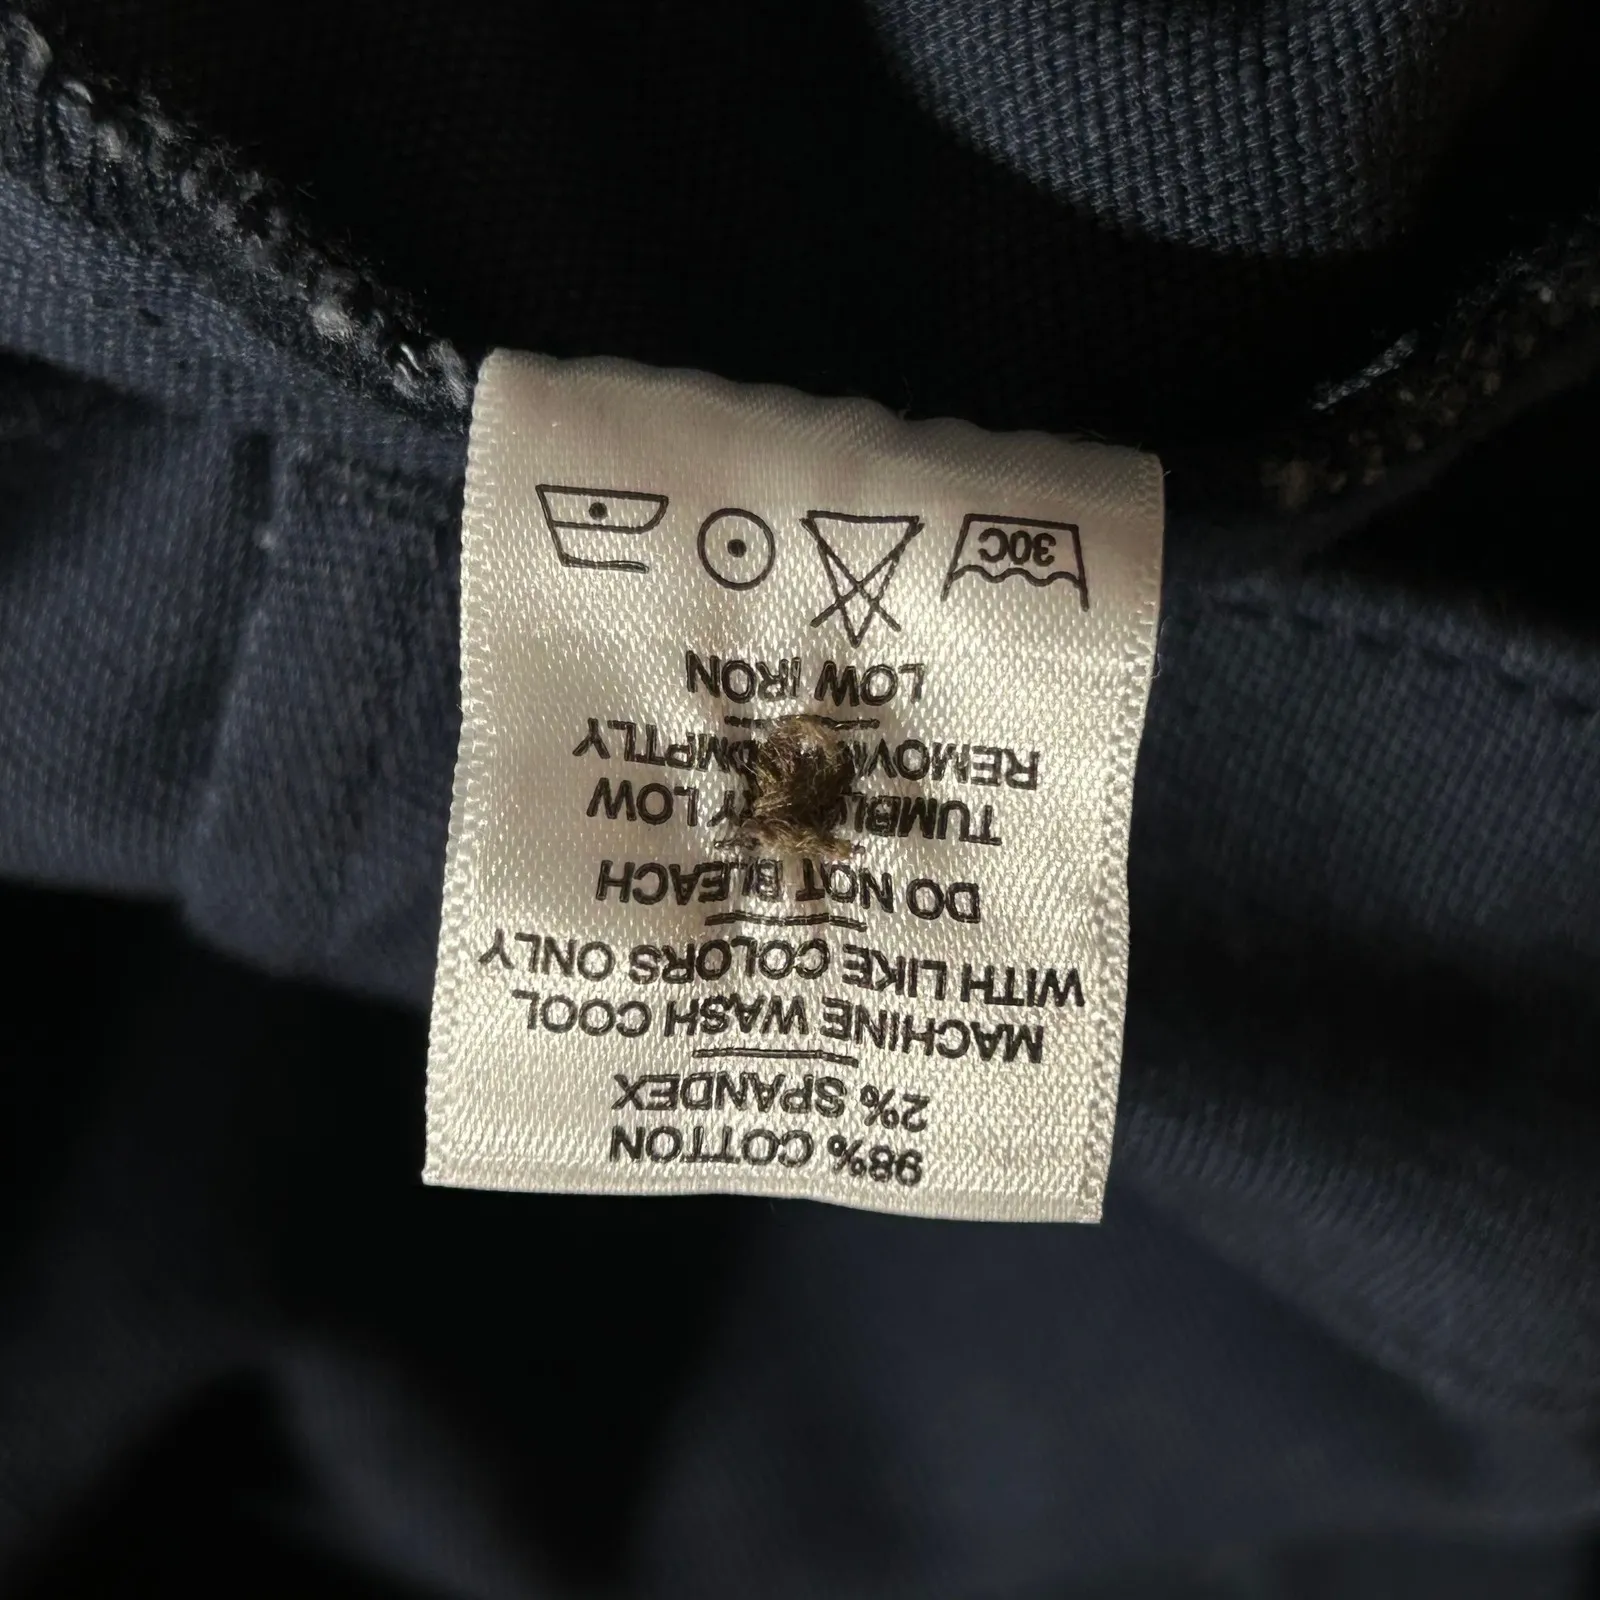 98% COTTON
2% SPANDEX
MACHINE WASH COOL
WITH LIKE COLORS ONLY
DO NOT BLEACH
LOW
LOW IRON
30C